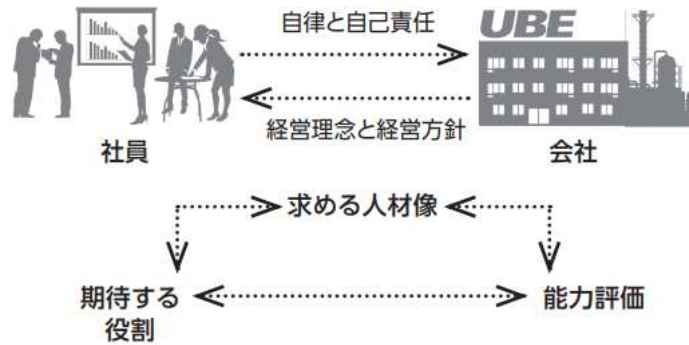 自律と自己責任
UBE
経営理念と経営方針
社員
会社
求める人材像
期待する
役割
能力評価